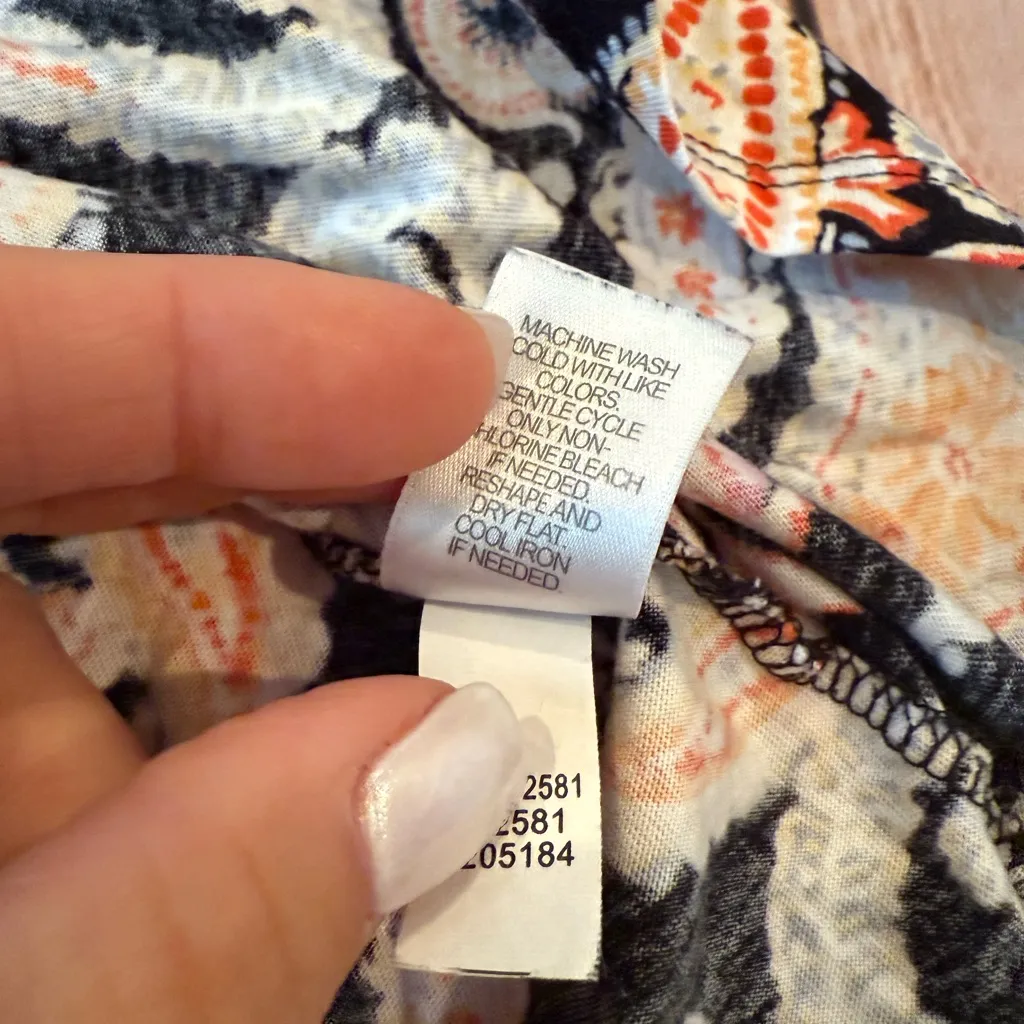 MACHINE WASH
COLD WITH LIKE
COLORS.
GENTLE CYCLE
ONLY NON-
CHLORINE BLEACH
IF NEEDED.
RESHAPE AND
DRY FLAT.
COOL IRON
IF NEEDED.
2581
2581
205184